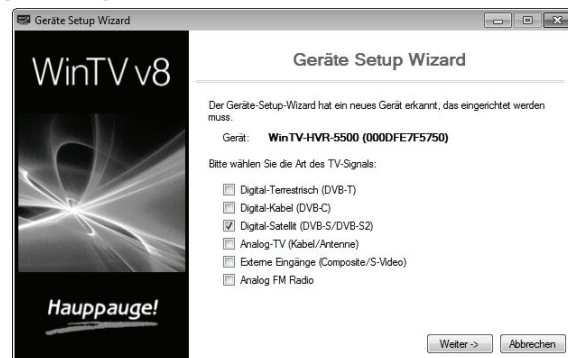 Geräte Setup Wizard
WinTV v8
Geräte Setup Wizard
Der Geräte-Setup-Wizard hat ein neues Gerät erkannt, das eingerichtet werden
muss.
Gerät: WinTV-HVR-5500 (000DFE7F5750)
Bitte wählen Sie die Art des TV-Signals:
Digital-Terrestrisch (DVB-T)
Digital-Kabel (DVB-C)
Digital-Satellit (DVB-S/DVB-S2)
Analog-TV (Kabel/Antenne)
Externe Eingänge (Composite/S-Video)
Analog FM Radio
Hauppauge!
Weiter -> Abbrechen